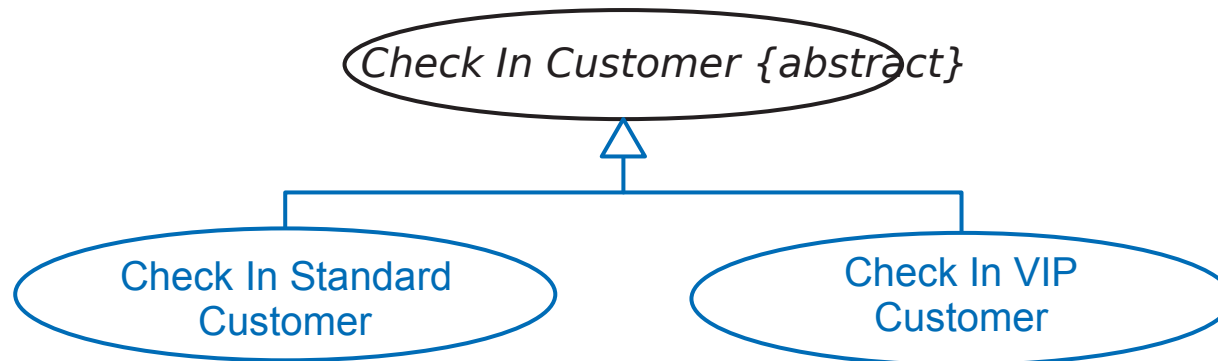 Check In Customer {abstract}
Check In Standard
Customer
Check In VIP
Customer